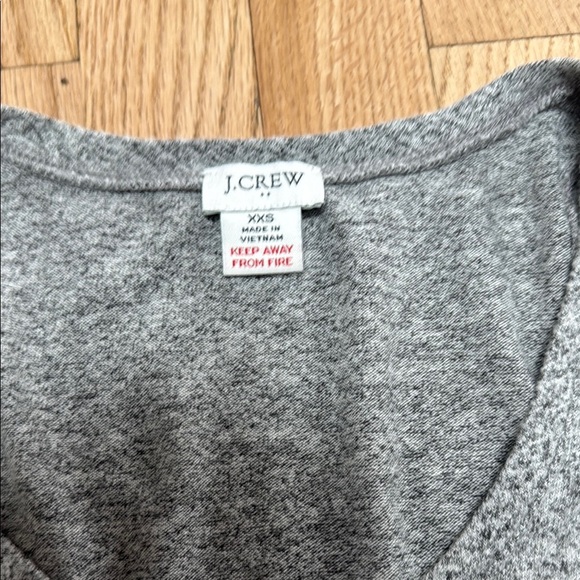 J.CREW
XXS
MADE IN
VIETNAM
KEEP AWAY
FROM FIRE